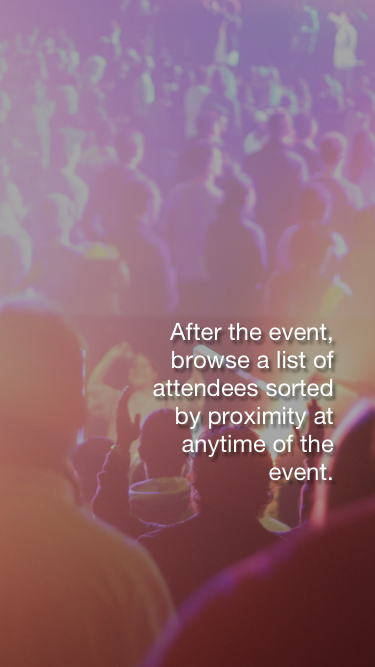 After the event,
browse a list of
attendees sorted
by proximity at
anytime of the
event.